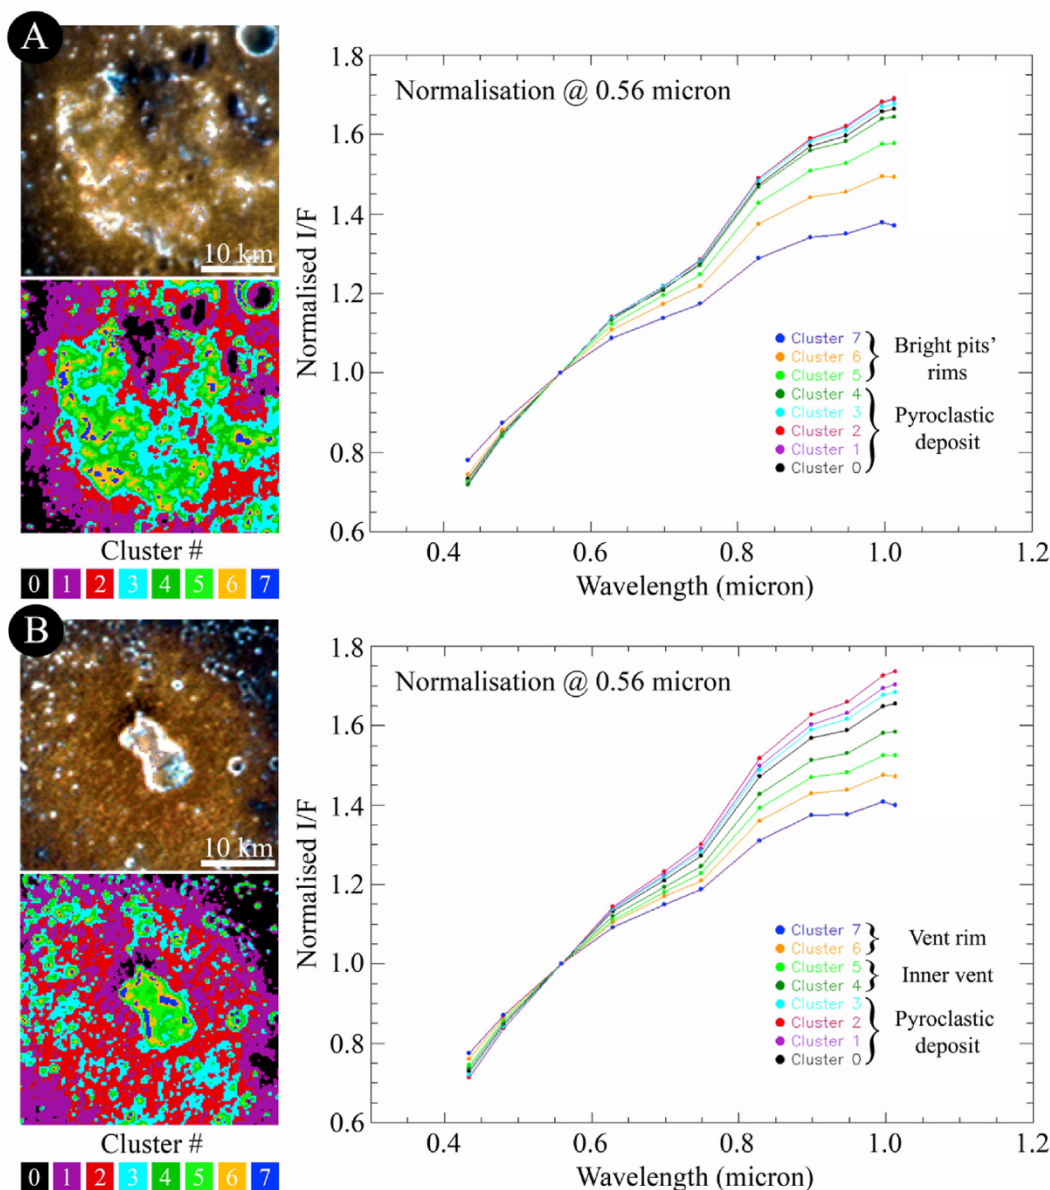 A
10 km
Cluster #
0 1 2 3 4 5 6 7
Normalisation @ 0.56 micron
1.8
1.6
1.4
1.2
1.0
0.8
0.6
Normalised I/F
Cluster 7
Cluster 6
Cluster 5
Bright pits'
rims
Cluster 4
Cluster 3
Cluster 2
Cluster 1
Cluster 0
Pyroclastic
deposit
0.4 0.6 0.8 1.0 1.2
Wavelength (micron)
B
10 km
Cluster #
0 1 2 3 4 5 6 7
Normalisation @ 0.56 micron
1.8
1.6
1.4
1.2
1.0
0.8
0.6
Normalised I/F
Cluster 7
Cluster 6
Vent rim
Cluster 5
Cluster 4
Inner vent
Cluster 3
Cluster 2
Cluster 1
Cluster 0
Pyroclastic
deposit
0.4 0.6 0.8 1.0 1.2
Wavelength (micron)